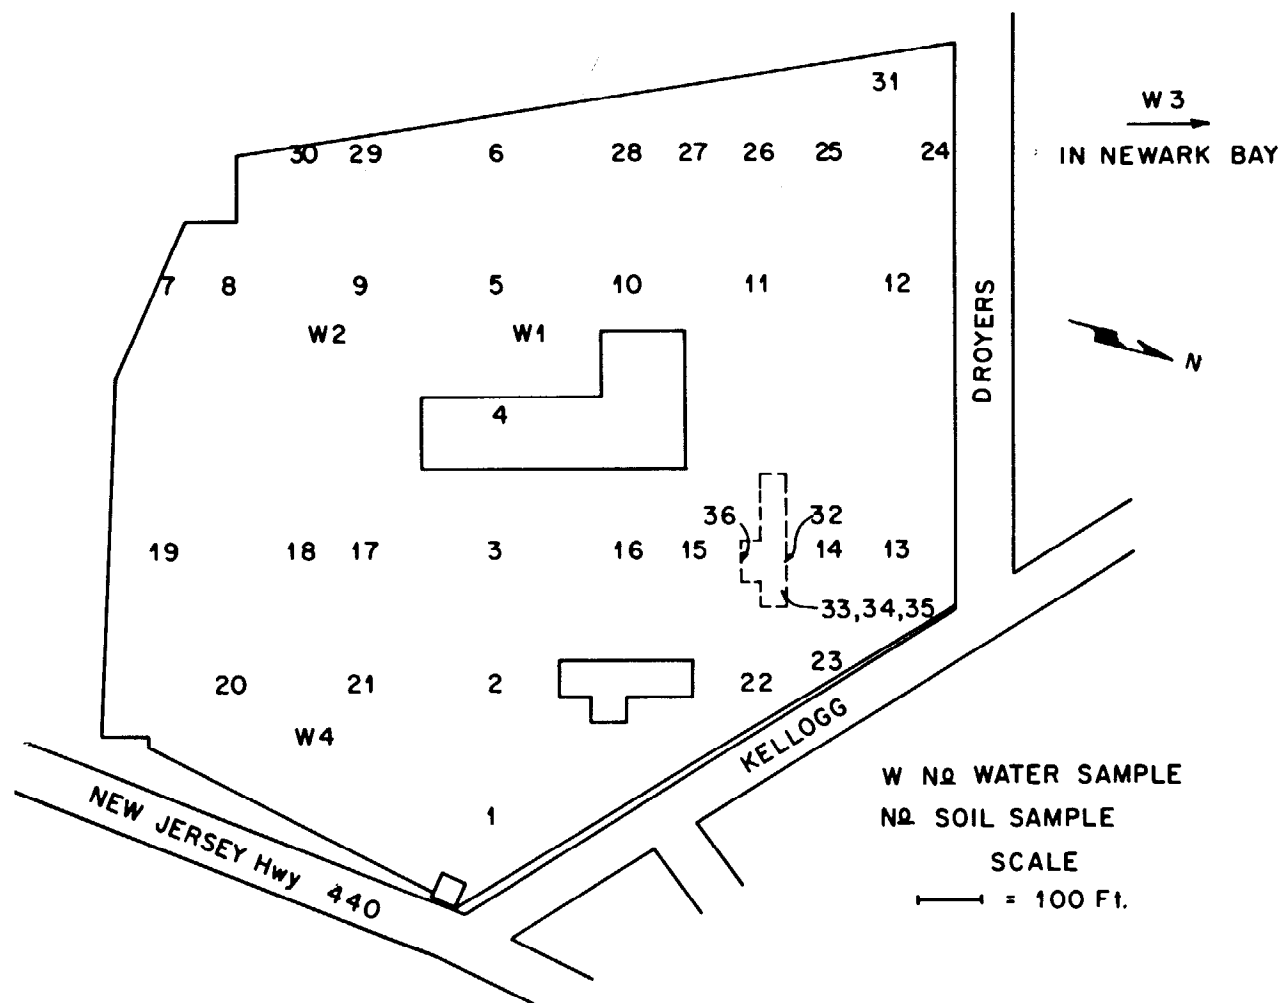 31
W3
30 29 6 28 27 26 25 24
IN NEWARK BAY
7 8 9 5 10 11 12
W2 W1
DROYERS
N
4
36 32
19 18 17 3 16 15 14 13
33,34,35
23
20 21 2 22
W4
KELLOGG
W No WATER SAMPLE
NEW JERSEY Hwy 440
1
No SOIL SAMPLE
SCALE
= 100 Ft.